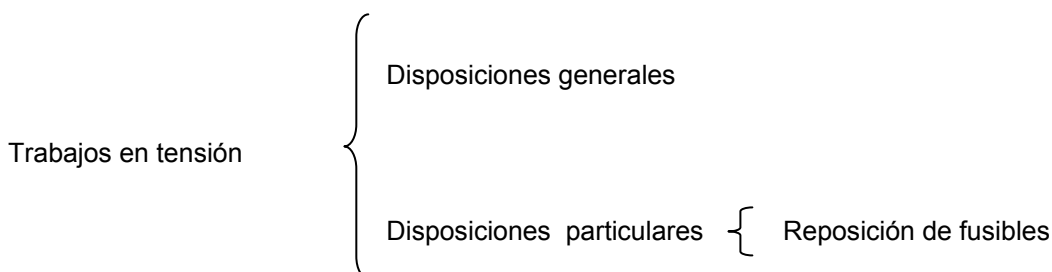 Disposiciones generales
Trabajos en tensión
Disposiciones particulares
Reposición de fusibles